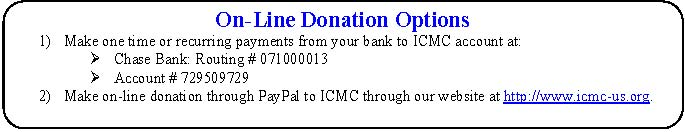 On-Line Donation Options
1) Make one time or recurring payments from your bank to ICMC account at:
➢ Chase Bank: Routing # 071000013
➢ Account # 729509729
2) Make on-line donation through PayPal to ICMC through our website at http://www.icmc-us.org.